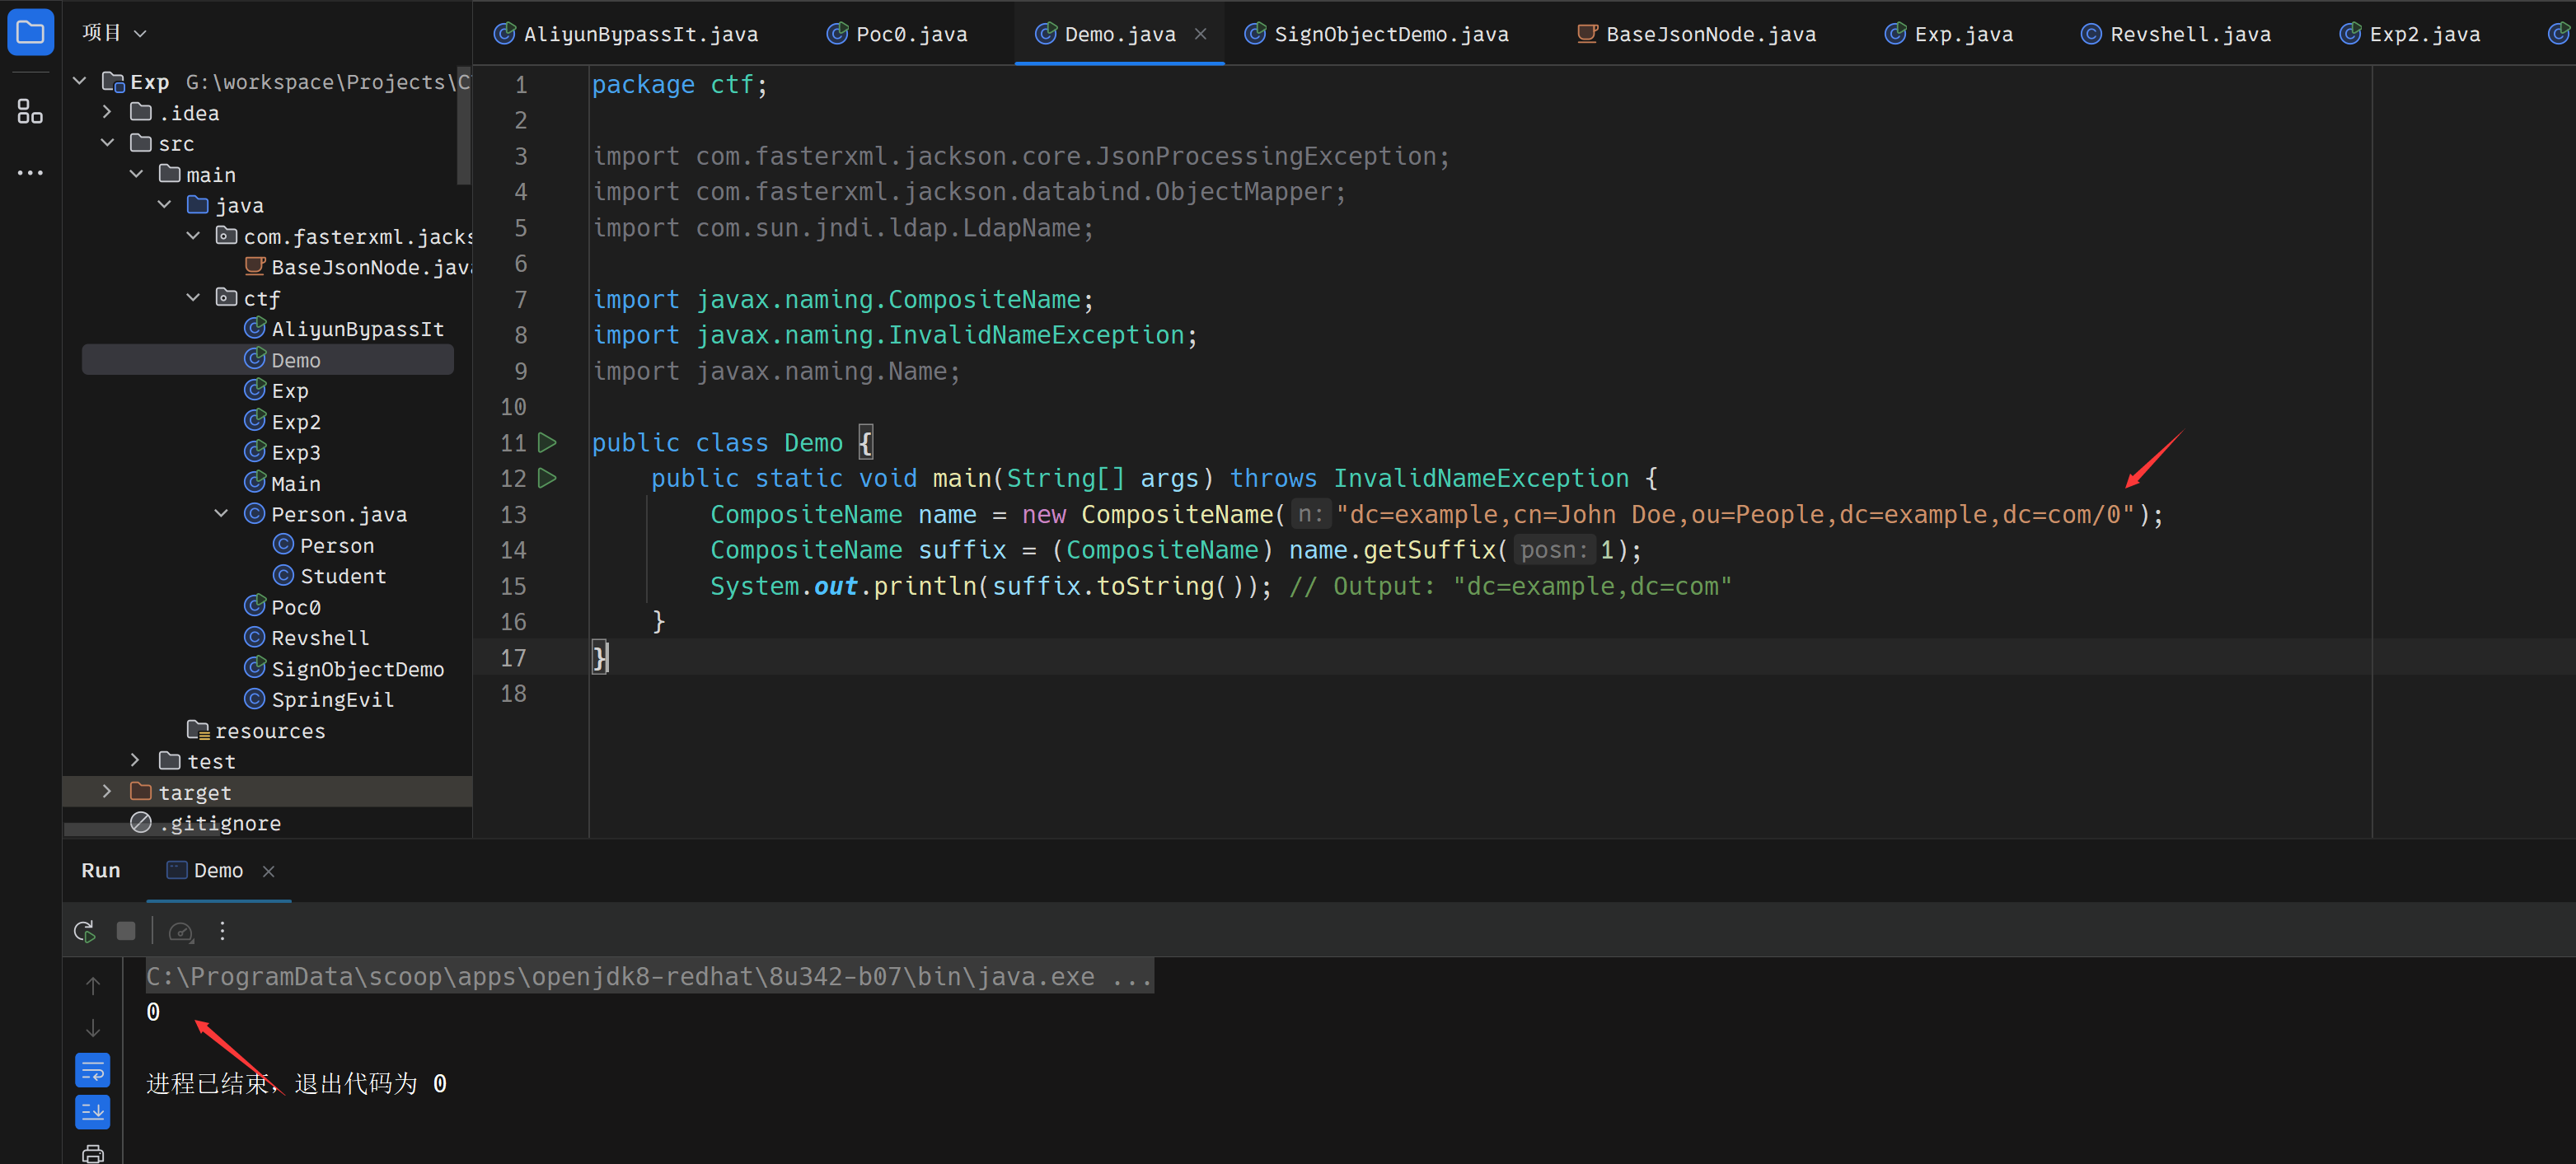 项目
AliyunBypassIt.java
Poc0.java
Demo.java
SignObjectDemo.java
BaseJsonNode.java
Exp.java
Revshell.java
Exp2.java
Exp G:\workspace\Projects\C
.idea
src
main
java
com.fasterxml.jacks
BaseJsonNode.java
ctf
AliyunBypassIt
Demo
Exp
Exp2
Exp3
Main
Person.java
Person
Student
Poc0
Revshell
SignObjectDemo
SpringEvil
resources
test
target
.gitignore
1 package ctf;
2
3 import com.fasterxml.jackson.core.JsonProcessingException;
4 import com.fasterxml.jackson.databind.ObjectMapper;
5 import com.sun.jndi.ldap.LdapName;
6
7 import javax.naming.CompositeName;
8 import javax.naming.InvalidNameException;
9 import javax.naming.Name;
10
11 public class Demo {
12 public static void main(String[] args) throws InvalidNameException {
13 CompositeName name = new CompositeName( n: "dc=example,cn=John Doe,ou=People,dc=example,dc=com/0");
14 CompositeName suffix = (CompositeName) name.getSuffix( posn: 1);
15 System.out.println(suffix.toString()); // Output: "dc=example,dc=com"
16 }
17 }
18
Run Demo
C:\ProgramData\scoop\apps\openjdk8-redhat\8u342-b07\bin\java.exe ...
0
进程已结束，退出代码为 0